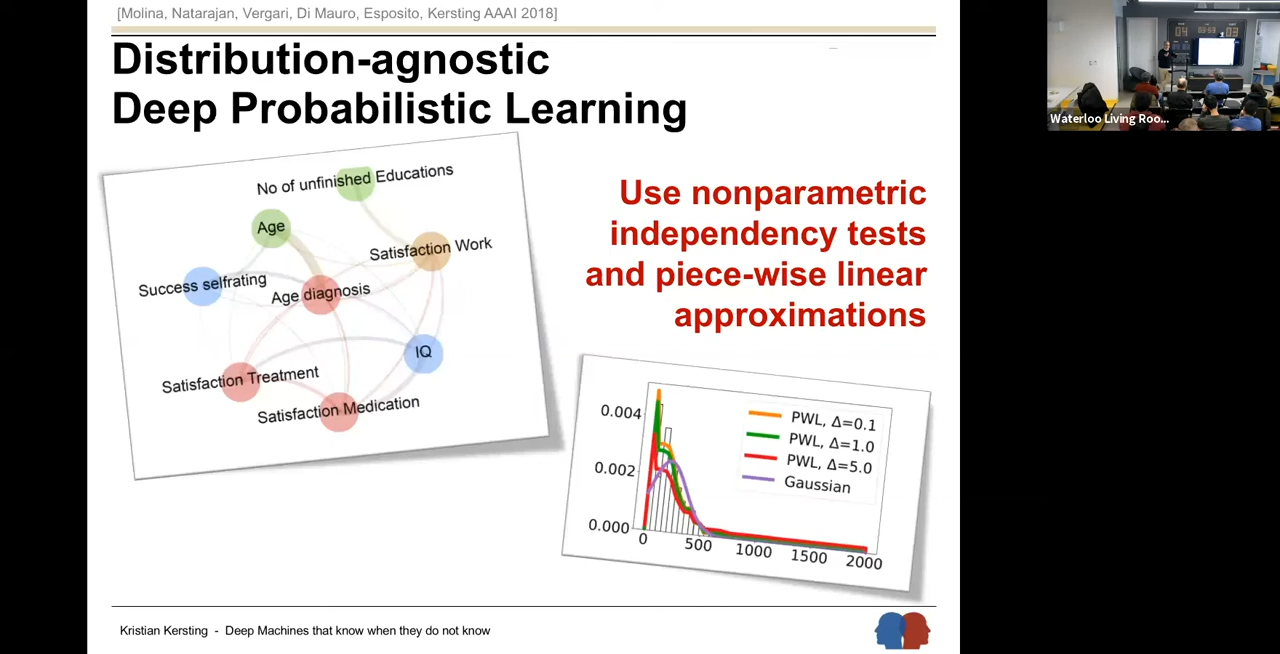 [Molina, Natarajan, Vergari, Di Mauro, Esposito, Kersting AAAI 2018]
Distribution-agnostic
Deep Probabilistic Learning
No of unfinished Educations
Age
Satisfaction Work
Success selfrating
Age diagnosis
IQ
Satisfaction Treatment
Satisfaction Medication
Use nonparametric
independency tests
and piece-wise linear
approximations
0.004
0.002
0.000
0
500
1000
1500
2000
PWL, Δ=0.1
PWL, Δ=1.0
PWL, Δ=5.0
Gaussian
Kristian Kersting - Deep Machines that know when they do not know
Waterloo Living Roo...